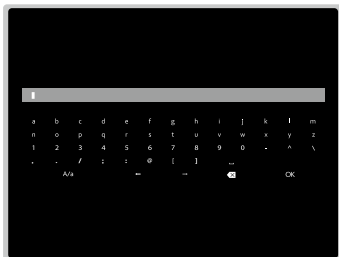 a b c d e f g h i j k l m
n o p q r s t u v w x y z
1 2 3 4 5 6 7 8 9 0 - ^ \
, . / ; : @ [ ] _
A/a ← → ⌫ OK